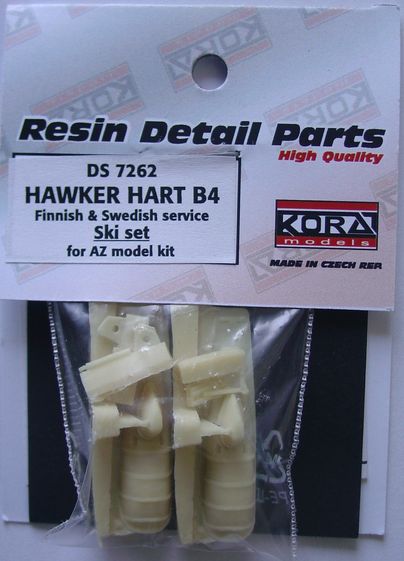 Resin Detail Parts
High Quality
DS 7262
HAWKER HART B4
Finnish & Swedish service
Ski set
for AZ model kit
KORA
models
MADE IN CZECH REP.